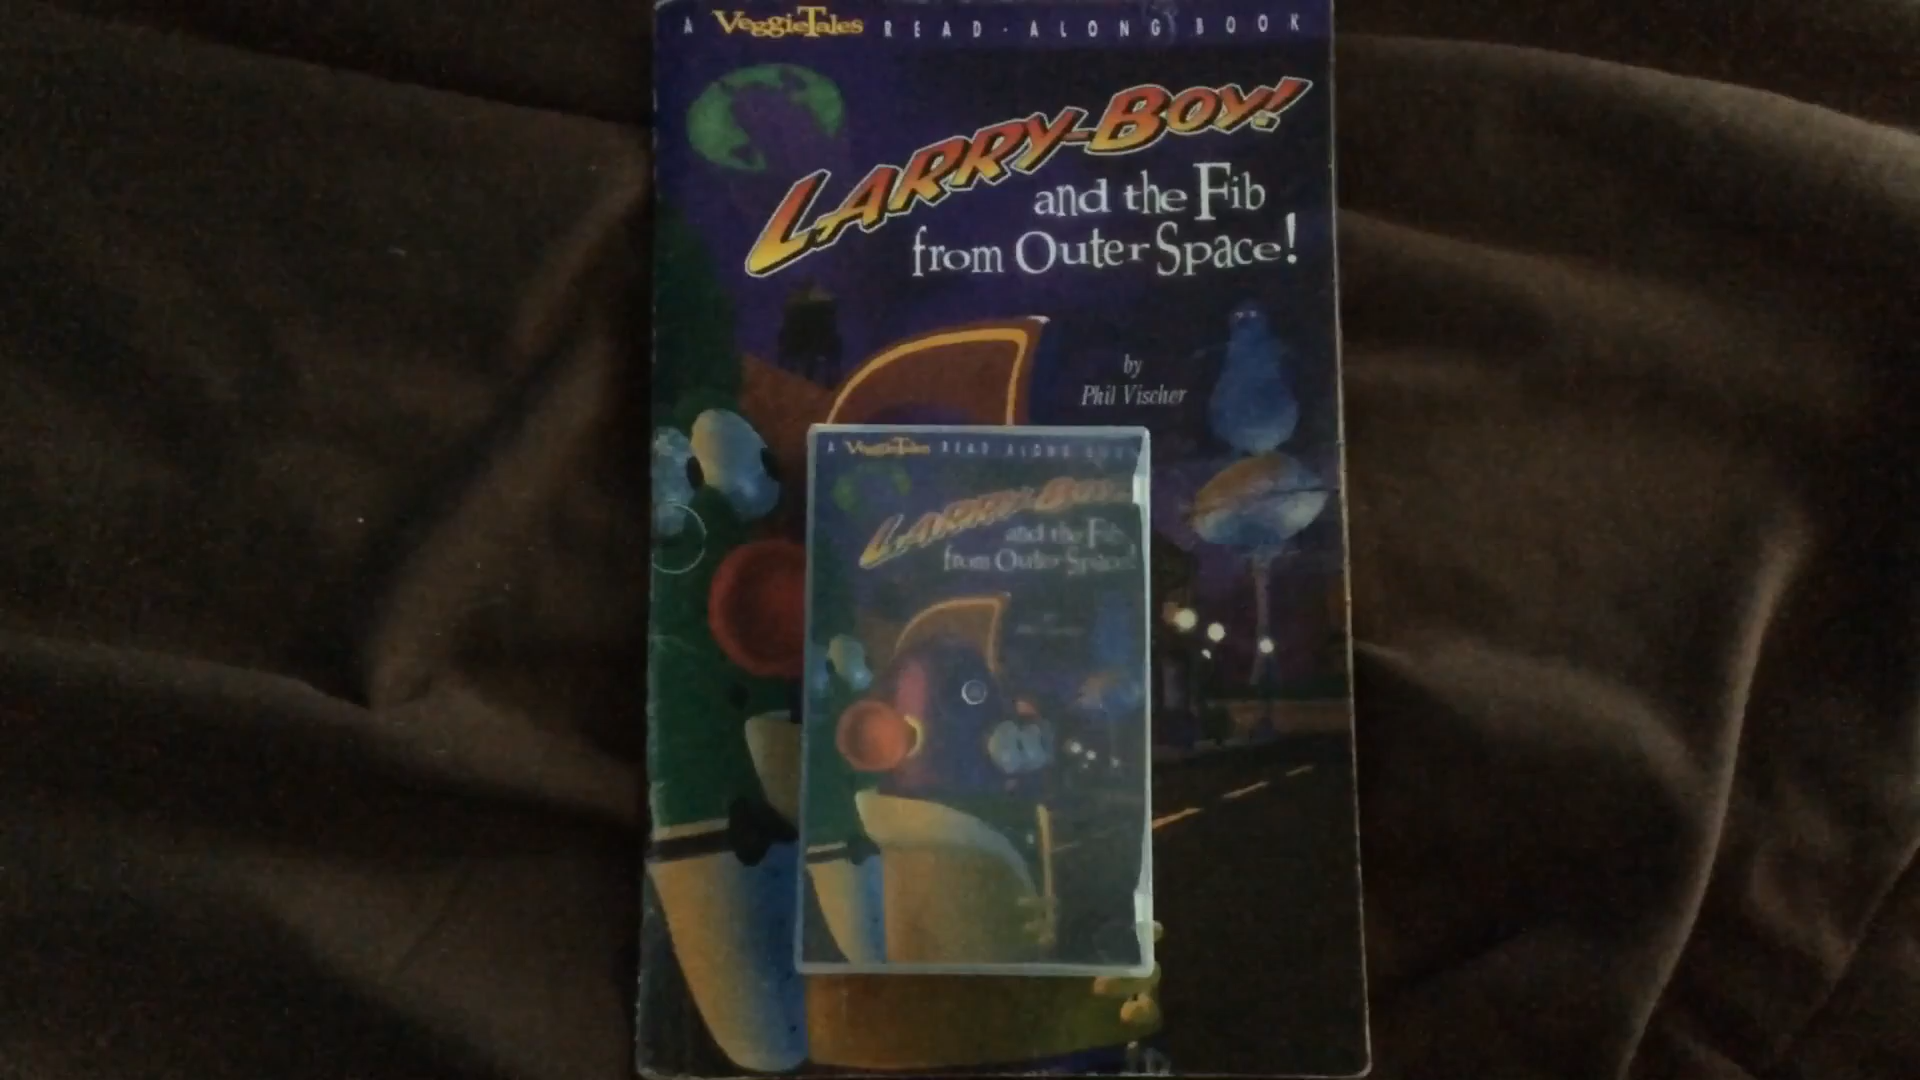 A VeggieTales READ-ALONG BOOK
LARRY-BOY!
and the Fib
from Outer Space!
by
Phil Vischer
A VeggieTales READ ALONG
LARRY-BOY
and the Fib
from Outer Space!